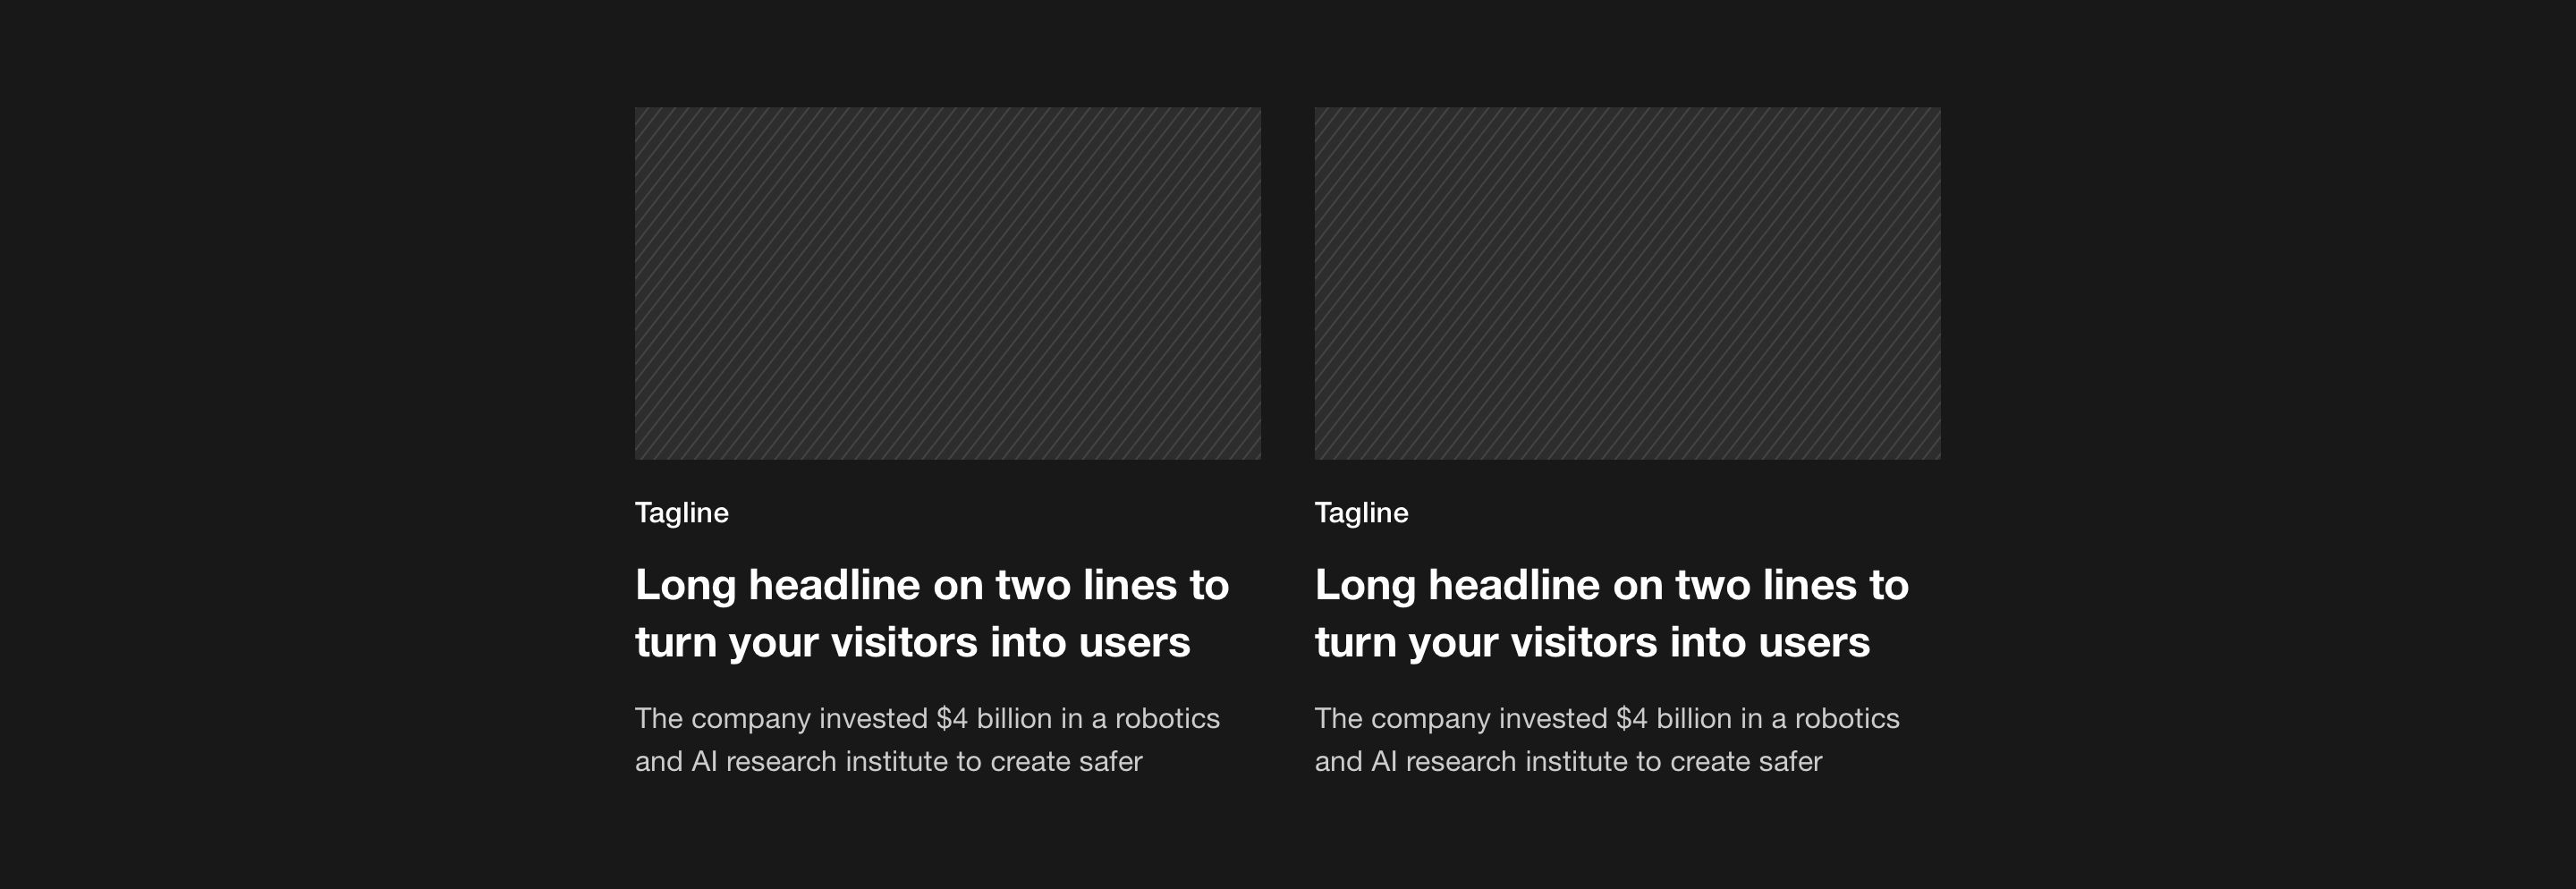 Tagline
Long headline on two lines to
turn your visitors into users
The company invested $4 billion in a robotics
and AI research institute to create safer
Tagline
Long headline on two lines to
turn your visitors into users
The company invested $4 billion in a robotics
and AI research institute to create safer